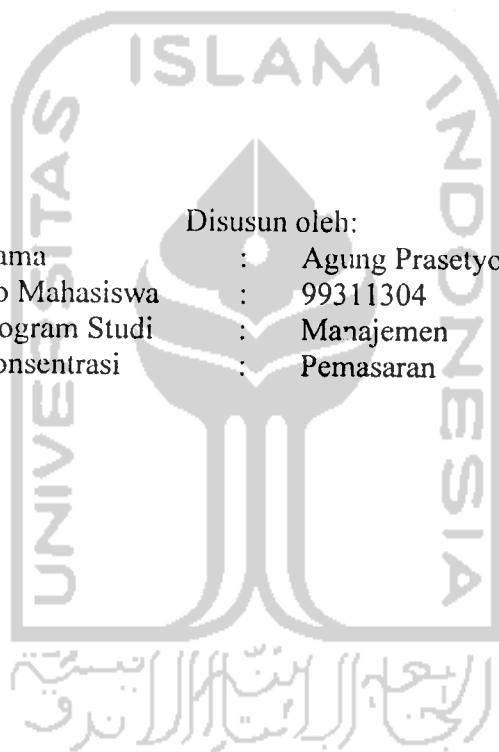 ISLAM
UNIVERSITAS
INDONESIA
Disusun oleh:
ama : Agung Prasetyo
o Mahasiswa : 99311304
ogram Studi : Manajemen
onsentrasi : Pemasaran